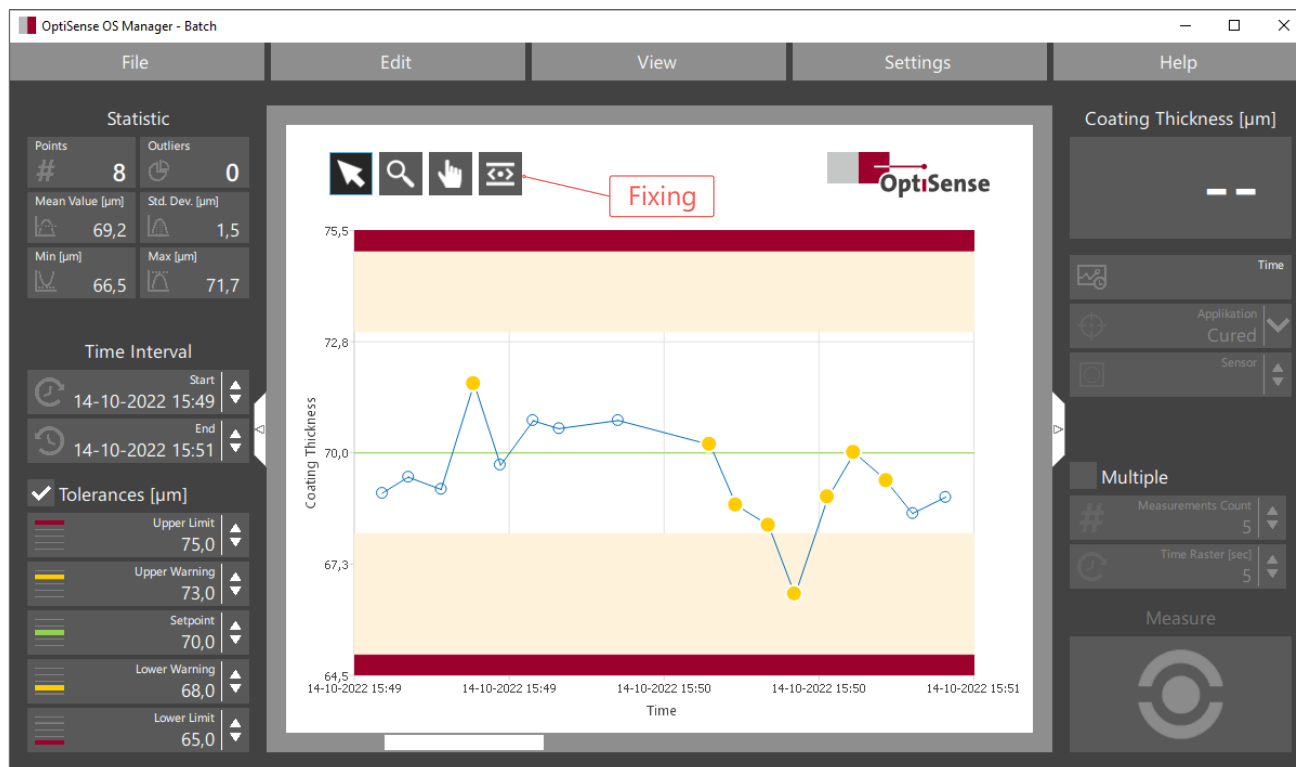 OptiSense OS Manager - Batch
File
Edit
View
Settings
Help
Statistic
Points
# 8
Outliers
0
Mean Value [µm]
69,2
Std. Dev. [µm]
1,5
Min [µm]
66,5
Max [µm]
71,7
Time Interval
Start
14-10-2022 15:49
End
14-10-2022 15:51
Tolerances [µm]
Upper Limit
75,0
Upper Warning
73,0
Setpoint
70,0
Lower Warning
68,0
Lower Limit
65,0
OptiSense
Fixing
75,5
72,8
70,0
67,3
64,5
Coating Thickness
14-10-2022 15:49
14-10-2022 15:49
14-10-2022 15:50
14-10-2022 15:50
14-10-2022 15:51
Time
Coating Thickness [µm]
--
Time
Applikation
Cured
Sensor
Multiple
Measurements Count
# 5
Time Raster [sec]
5
Measure